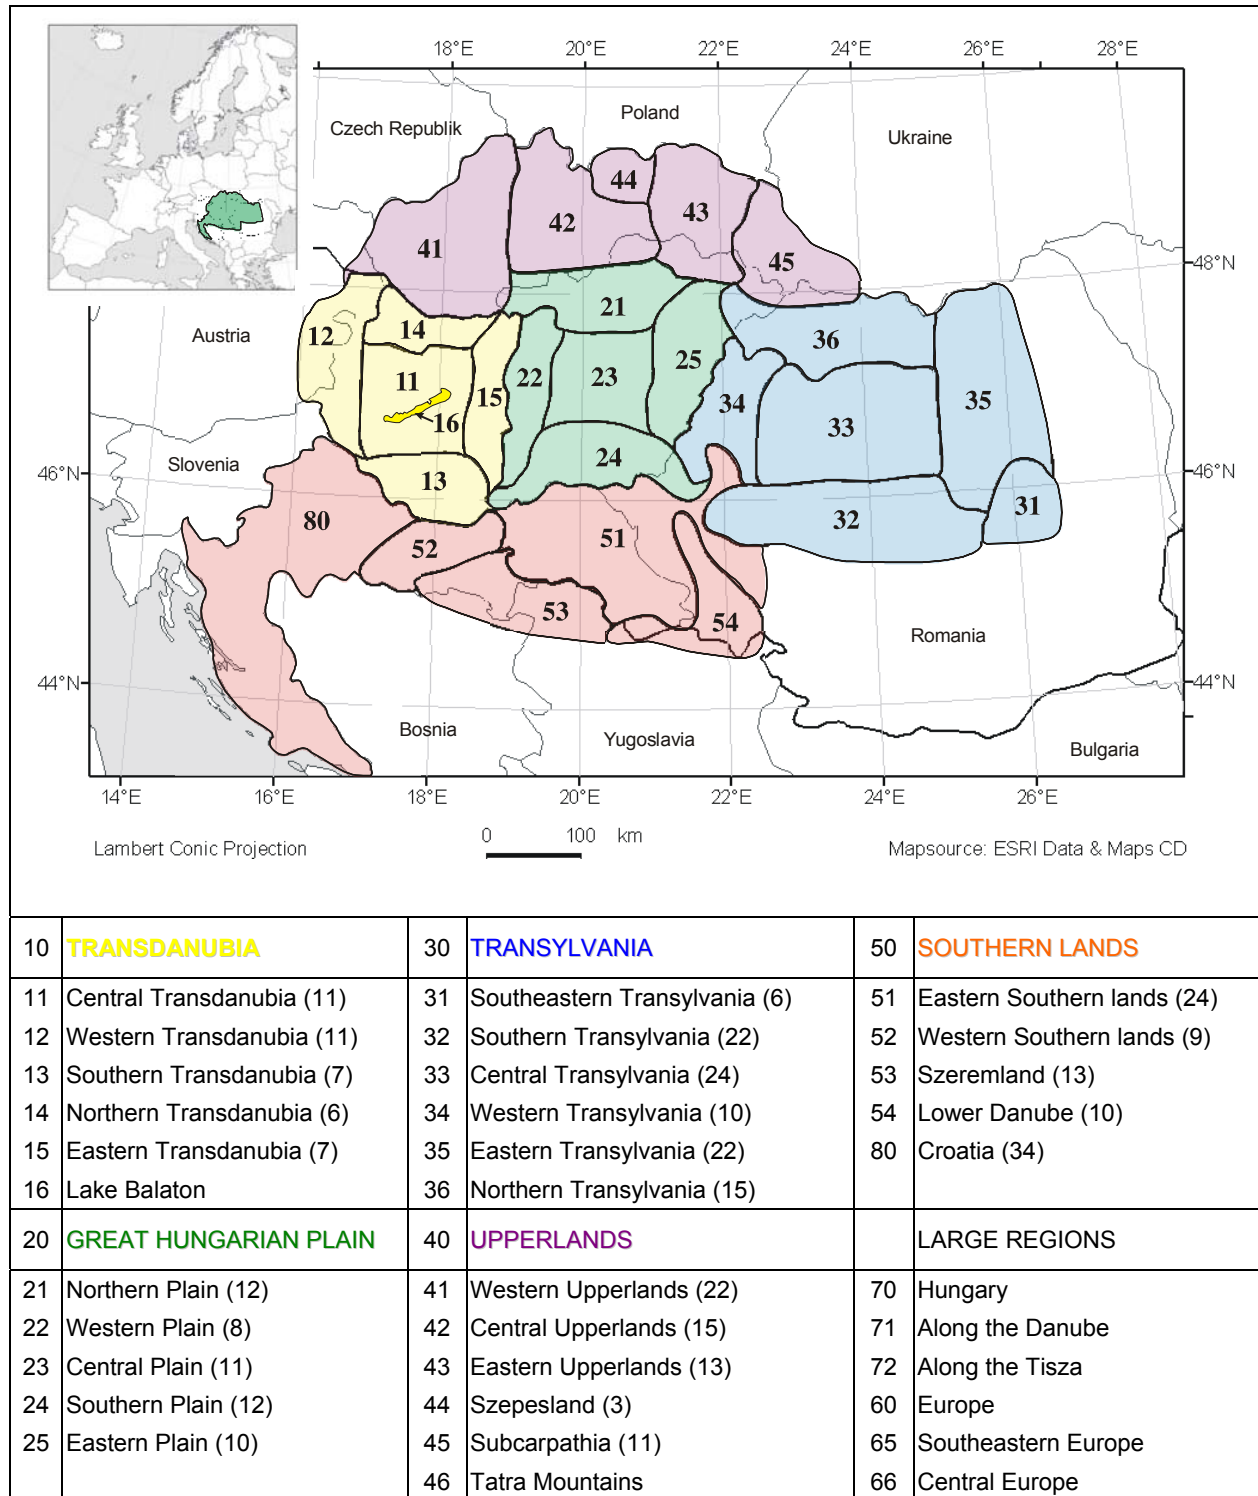 18°E 20°E 22°E 24°E 26°E 28°E
Poland
Czech Republik
Ukraine
44
43
42
41
45
48°N
21
12
14
Austria
36
25
11
22
23
15
34
35
33
16
24
46°N
Slovenia
46°N
13
31
80
32
51
52
53
54
Romania
44°N
44°N
Bosnia
Yugoslavia
Bulgaria
14°E 16°E 18°E 20°E 22°E 24°E 26°E
0 100 km
Lambert Conic Projection
Mapsource: ESRI Data & Maps CD
10 TRANSDANUBIA 30 TRANSYLVANIA 50 SOUTHERN LANDS
11 Central Transdanubia (11) 31 Southeastern Transylvania (6) 51 Eastern Southern lands (24)
12 Western Transdanubia (11) 32 Southern Transylvania (22) 52 Western Southern lands (9)
13 Southern Transdanubia (7) 33 Central Transylvania (24) 53 Szeremland (13)
14 Northern Transdanubia (6) 34 Western Transylvania (10) 54 Lower Danube (10)
15 Eastern Transdanubia (7) 35 Eastern Transylvania (22) 80 Croatia (34)
16 Lake Balaton 36 Northern Transylvania (15)
20 GREAT HUNGARIAN PLAIN 40 UPPERLANDS LARGE REGIONS
21 Northern Plain (12) 41 Western Upperlands (22) 70 Hungary
22 Western Plain (8) 42 Central Upperlands (15) 71 Along the Danube
23 Central Plain (11) 43 Eastern Upperlands (13) 72 Along the Tisza
24 Southern Plain (12) 44 Szepesland (3) 60 Europe
25 Eastern Plain (10) 45 Subcarpathia (11) 65 Southeastern Europe
46 Tatra Mountains 66 Central Europe